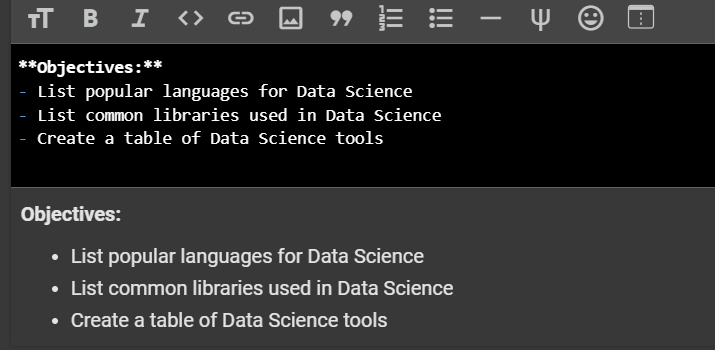 **Objectives:**
- List popular languages for Data Science
- List common libraries used in Data Science
- Create a table of Data Science tools
Objectives:
• List popular languages for Data Science
• List common libraries used in Data Science
• Create a table of Data Science tools